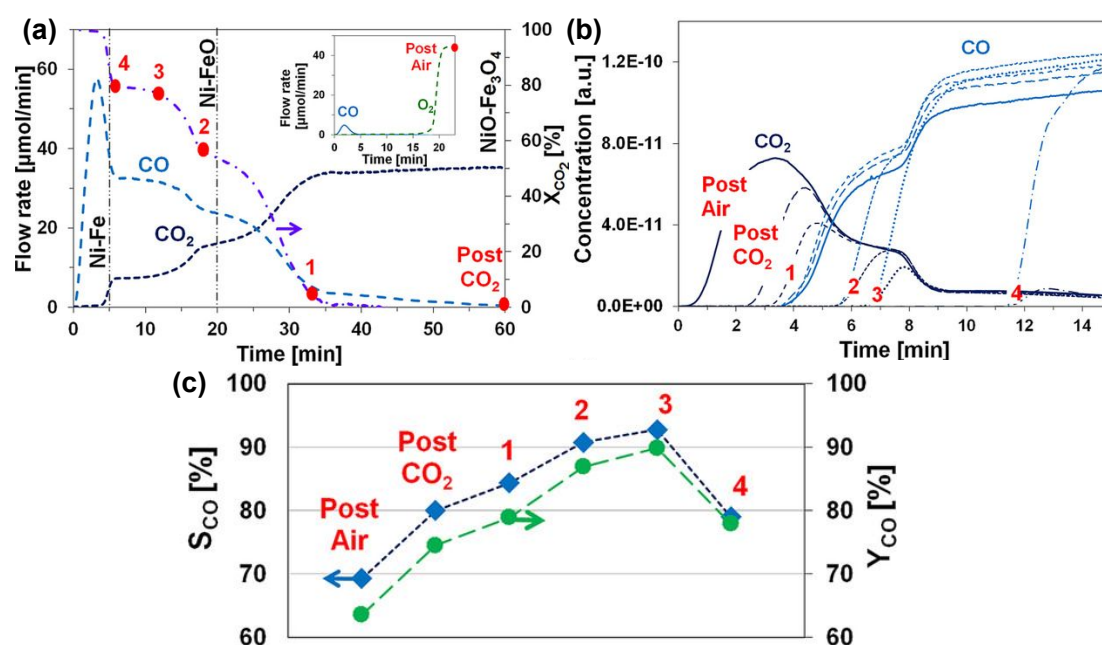 (a)
Flow rate [µmol/min]
60
40
20
0
0 10 20 30 40 50 60
Time [min]
100
80
60
40
20
0
X_CO₂ [%]
4
3
2
1
Ni-Fe
Ni-FeO
NiO-Fe₃O₄
CO
CO₂
Post
CO₂
Flow rate
[µmol/min]
40
20
0
0 10 20
Time [min]
CO
O₂
Post
Air
(b)
Concentration [a.u.]
1.2E-10
8.0E-11
4.0E-11
0.0E+00
0 2 4 6 8 10 12 14
Time [min]
CO
CO₂
Post
Air
Post
CO₂
1
2
3
4
(c)
S_CO [%]
100
90
80
70
60
Post
Air
Post
CO₂
1
2
3
4
100
90
80
70
60
Y_CO [%]